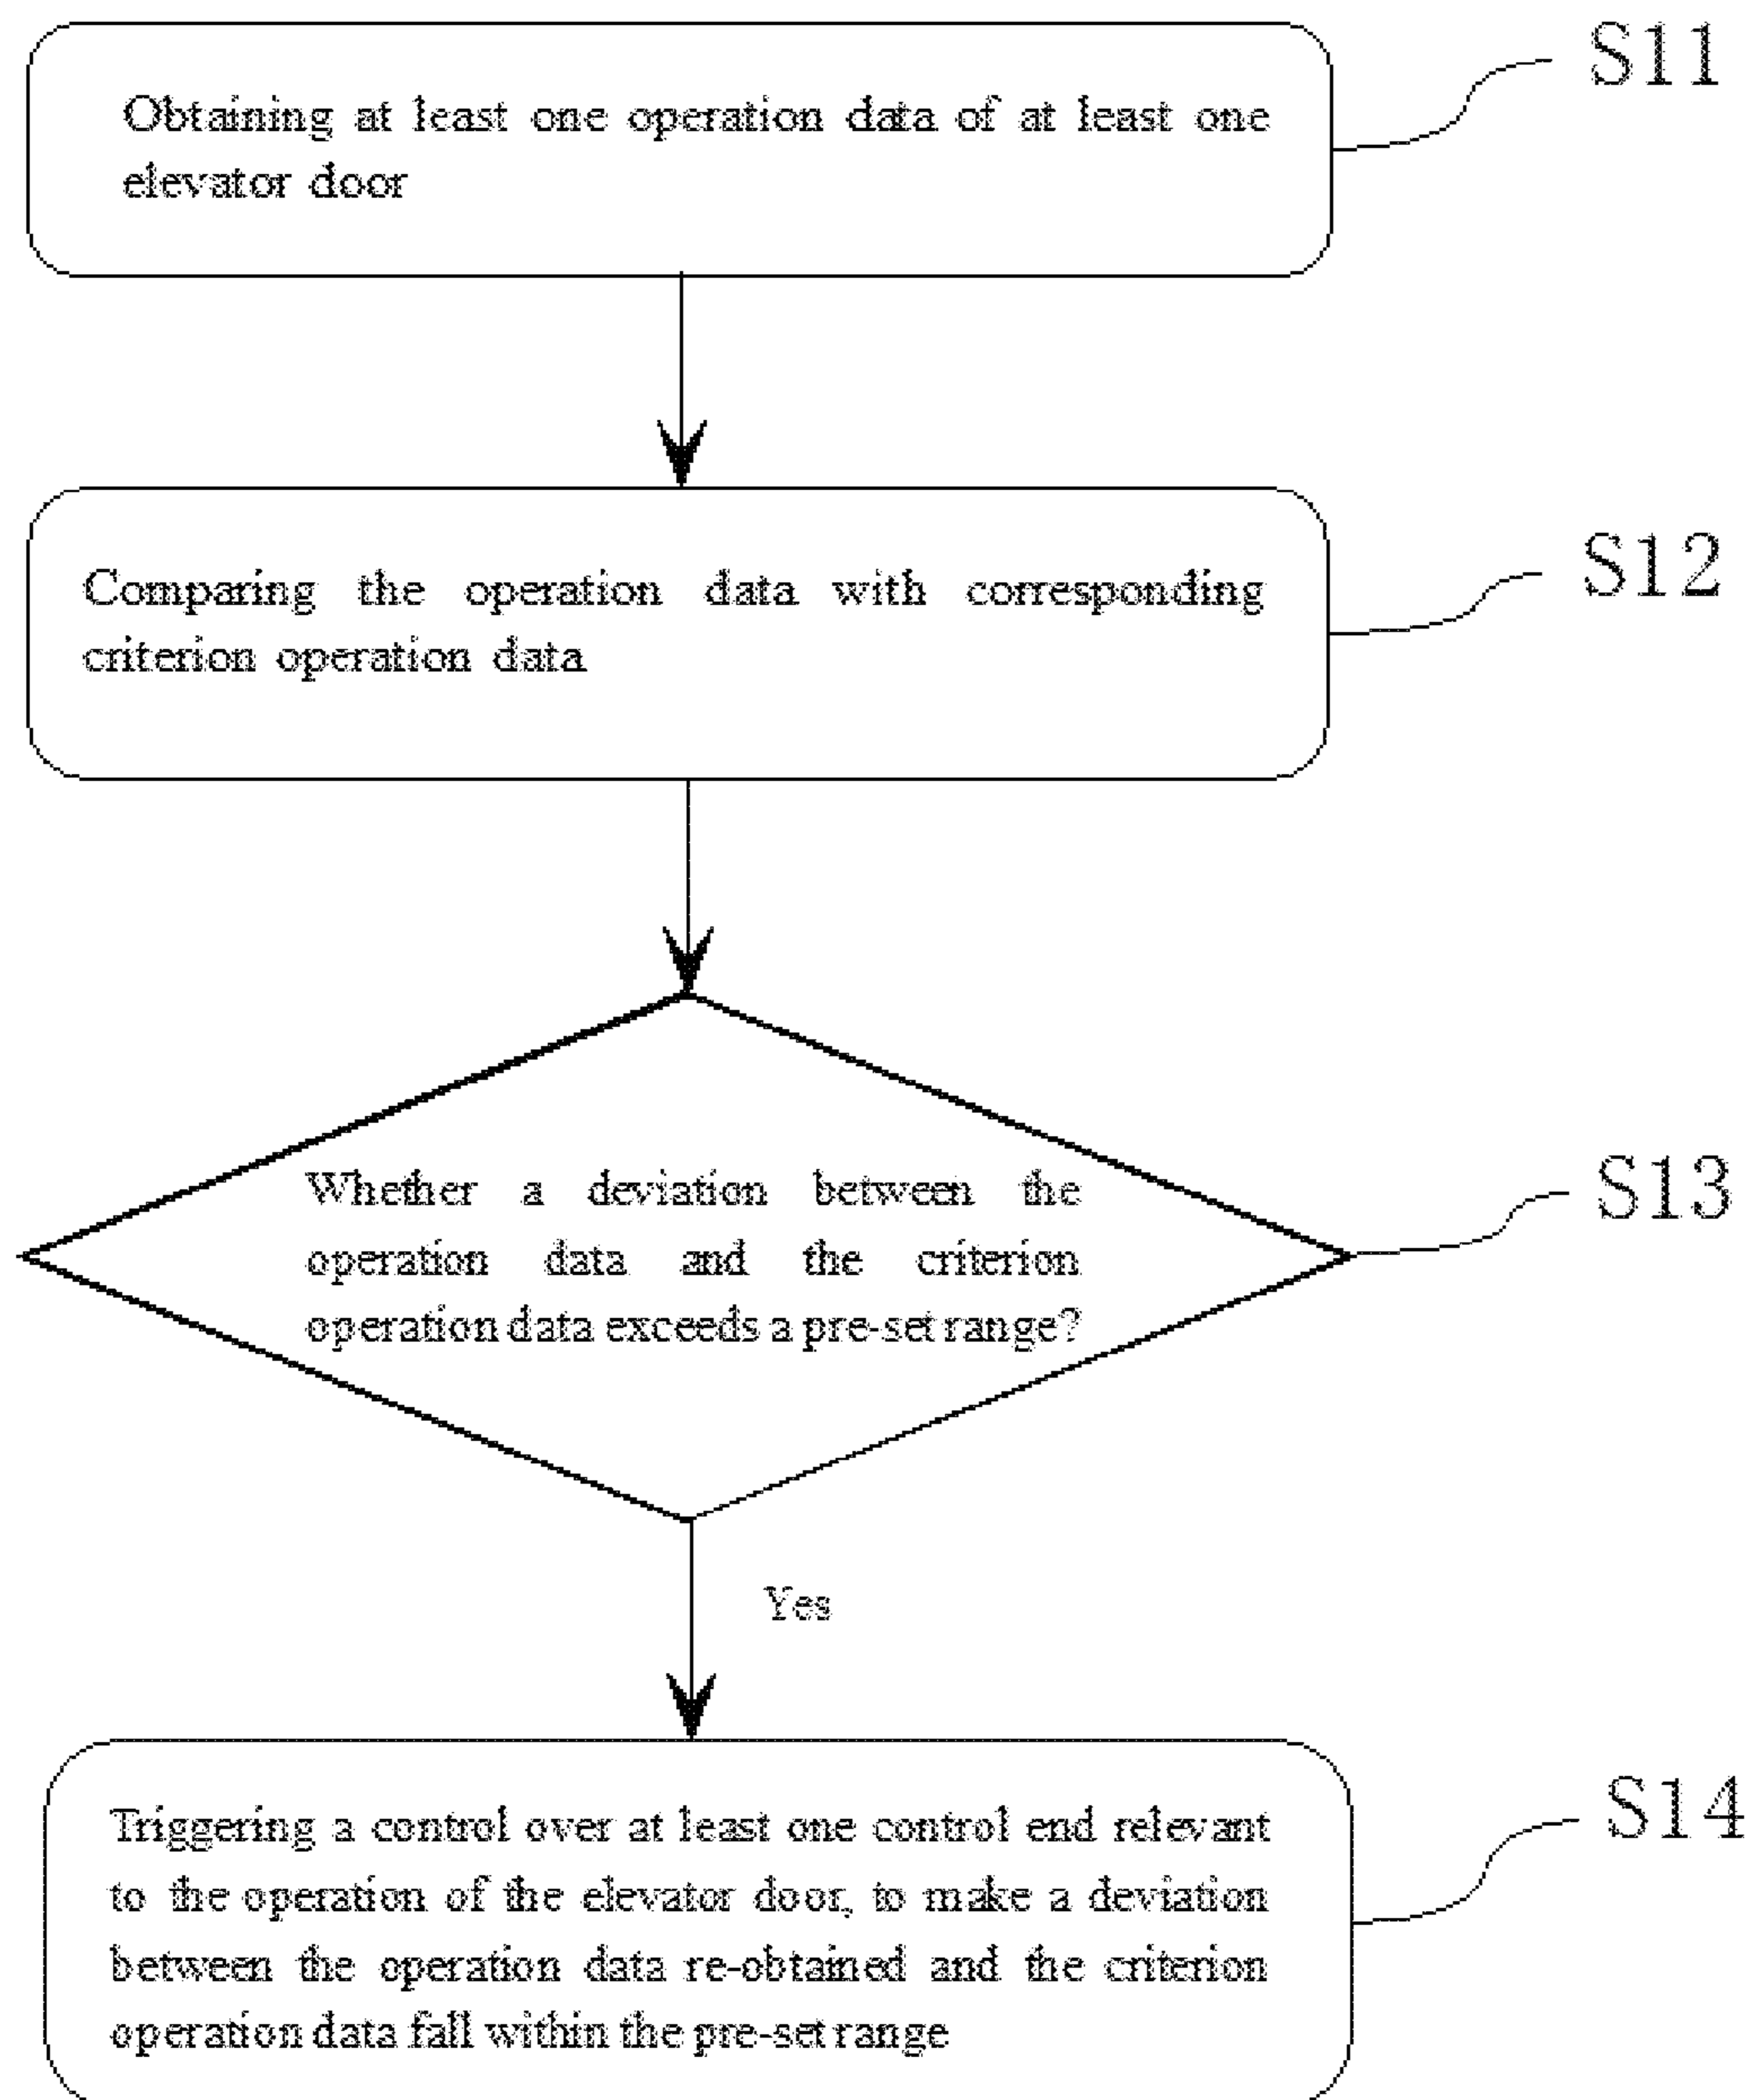 S11
Obtaining at least one operation data of at least one
elevator door
S12
Comparing the operation data with corresponding
criterion operation data
Whether a deviation between the
S13
operation data and the criterion
operation data exceeds a pre-set range?
Yes
S14
Triggering a control over at least one control end relevant
to the operation of the elevator door, to make a deviation
between the operation data re-obtained and the criterion
operation data fall within the pre-set range